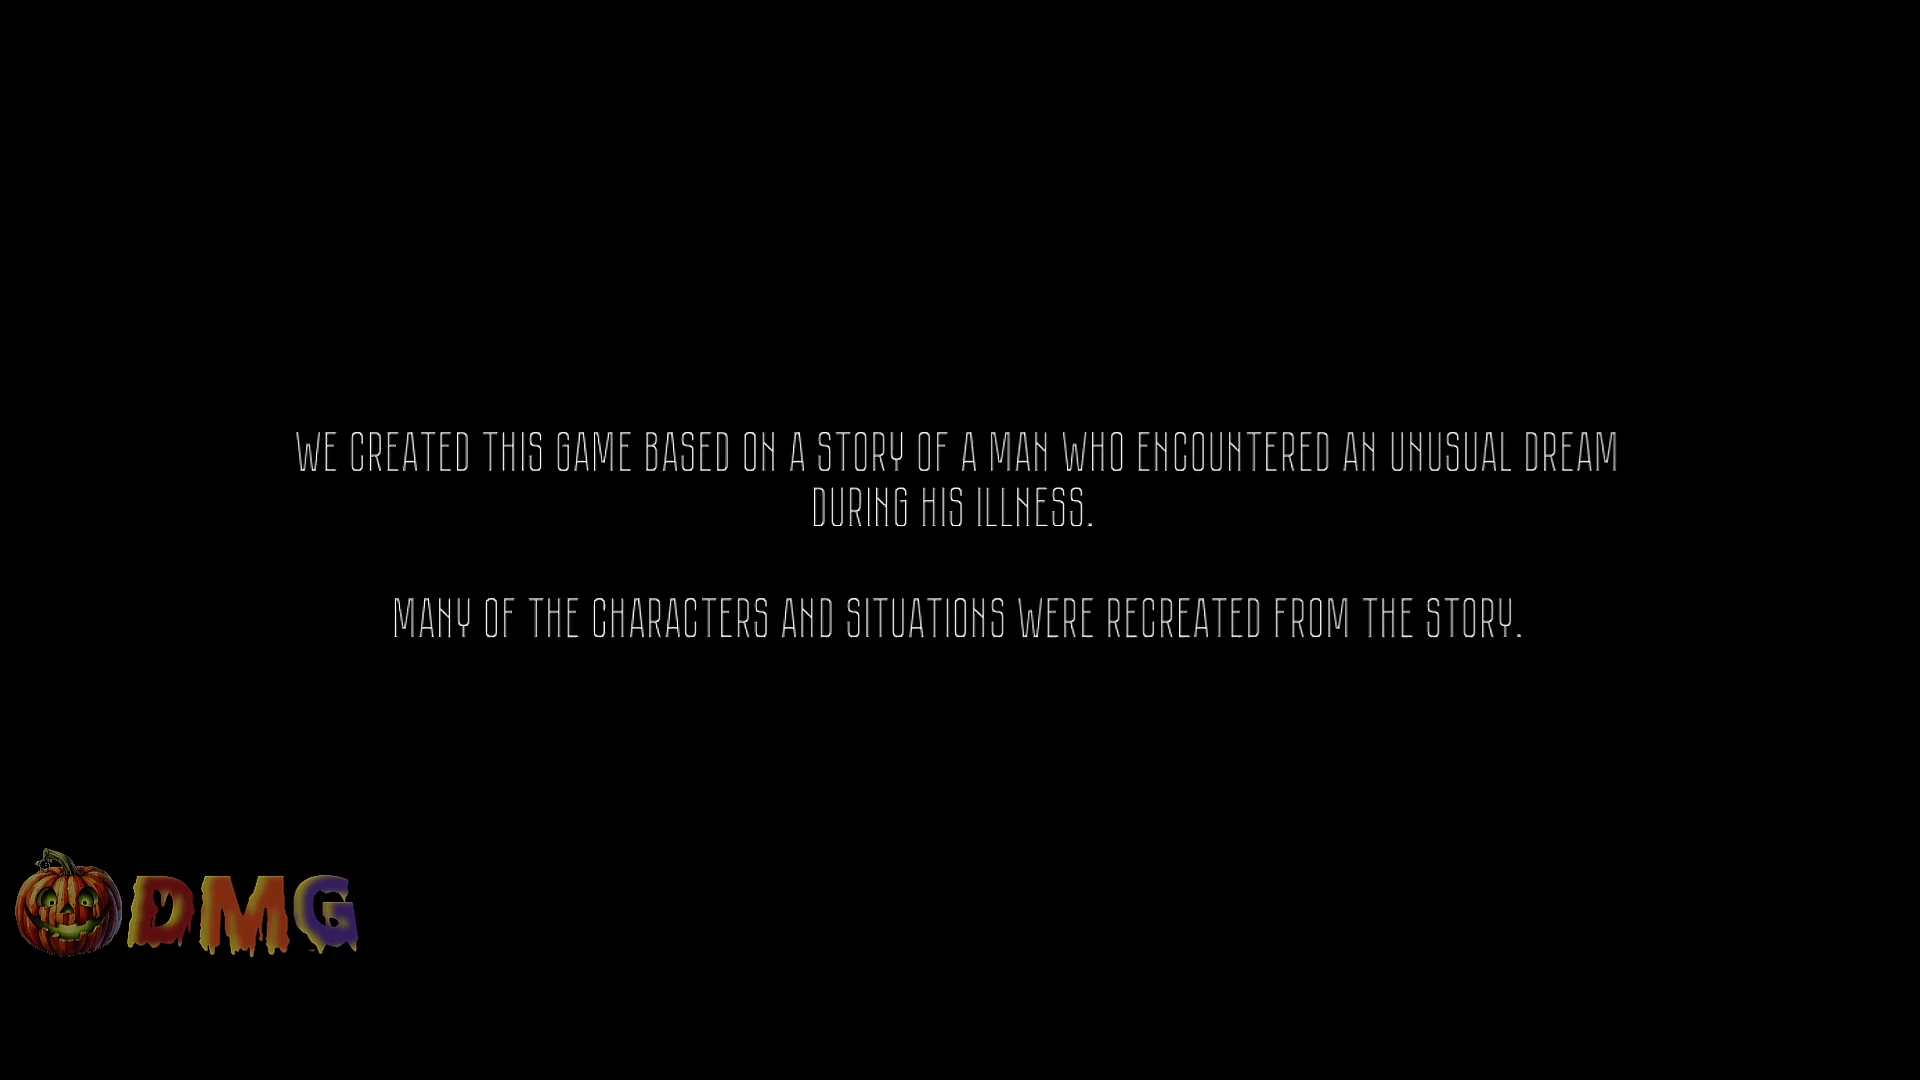 WE CREATED THIS GAME BASED ON A STORY OF A MAN WHO ENCOUNTERED AN UNUSUAL DREAM
DURING HIS ILLNESS.
MANY OF THE CHARACTERS AND SITUATIONS WERE RECREATED FROM THE STORY.
DMG